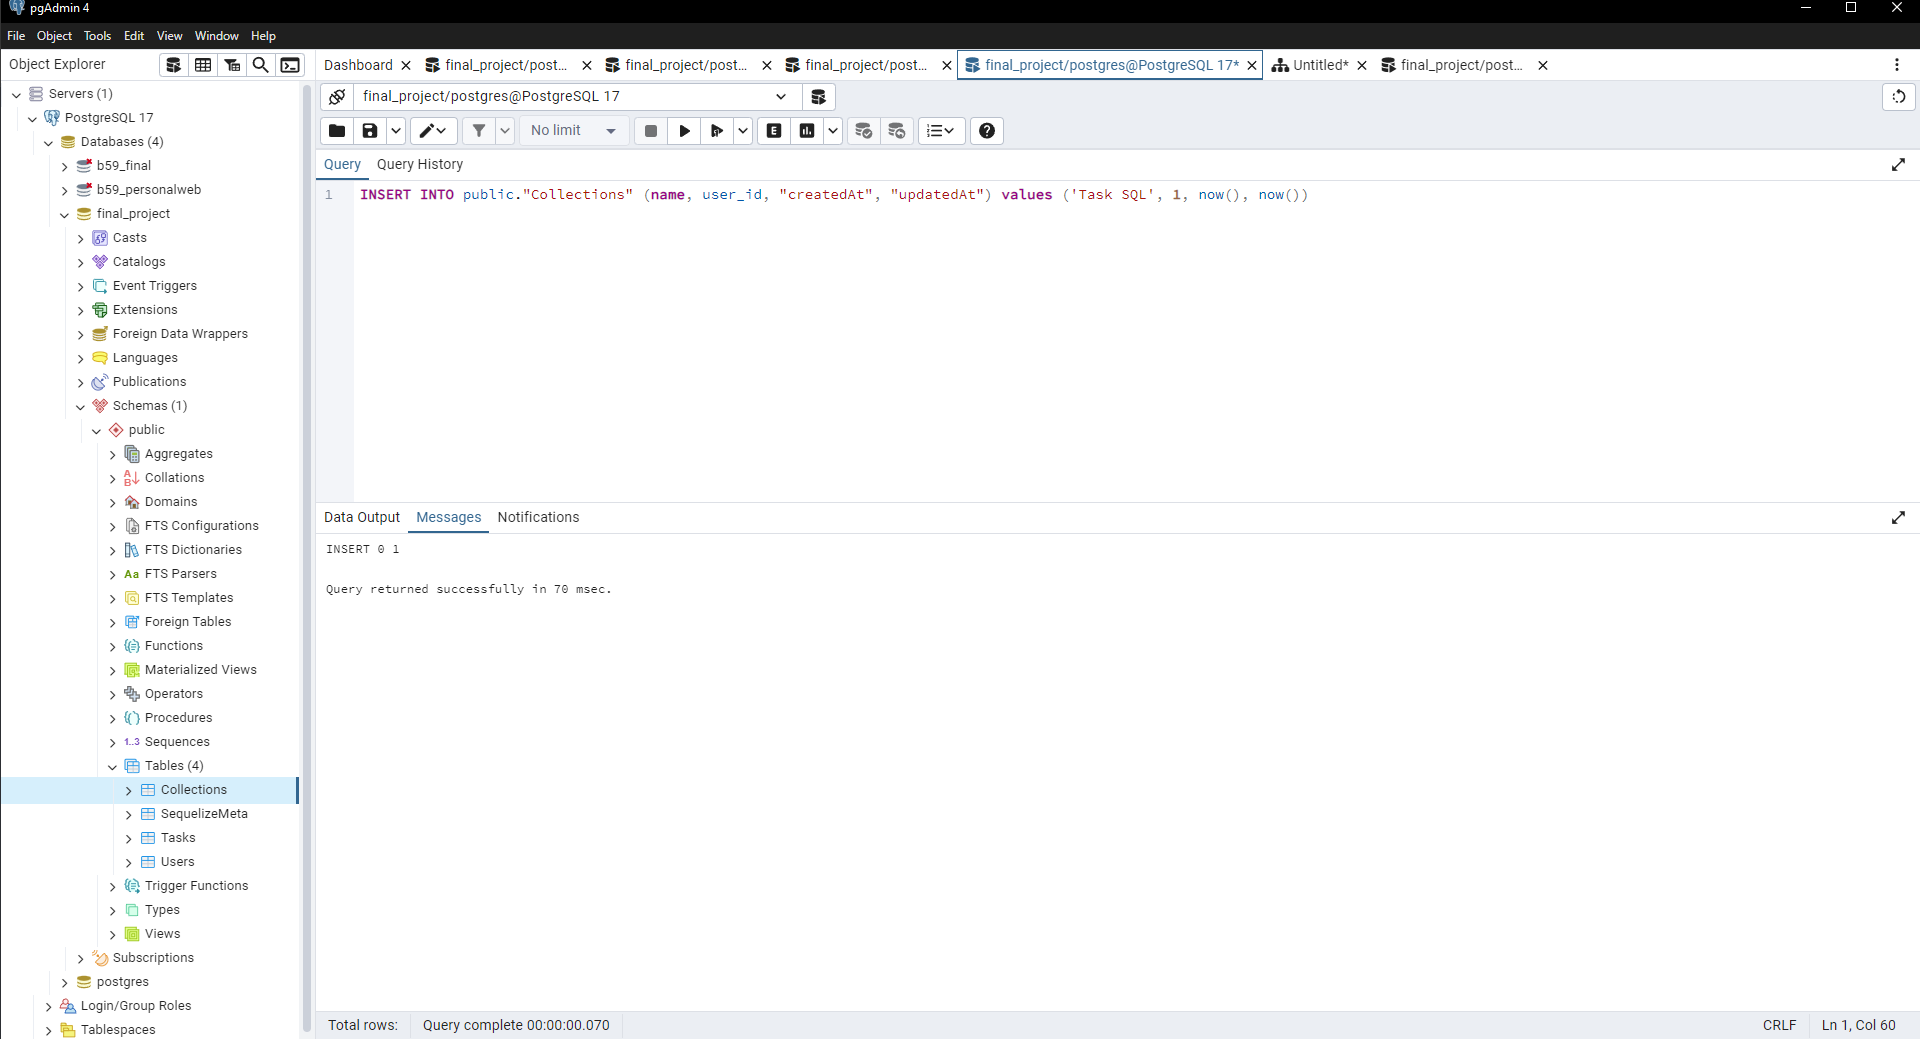 pgAdmin 4
File Object Tools Edit View Window Help
Object Explorer
Dashboard
final_project/post...
final_project/post...
final_project/post...
final_project/postgres@PostgreSQL 17*
Untitled*
final_project/post...
Servers (1)
PostgreSQL 17
Databases (4)
b59_final
b59_personalweb
final_project
Casts
Catalogs
Event Triggers
Extensions
Foreign Data Wrappers
Languages
Publications
Schemas (1)
public
Aggregates
Collations
Domains
FTS Configurations
FTS Dictionaries
Aa FTS Parsers
FTS Templates
Foreign Tables
Functions
Materialized Views
Operators
Procedures
1..3 Sequences
Tables (4)
Collections
SequelizeMeta
Tasks
Users
Trigger Functions
Types
Views
Subscriptions
postgres
Login/Group Roles
Tablespaces
final_project/postgres@PostgreSQL 17
No limit
E
Query Query History
1 INSERT INTO public."Collections" (name, user_id, "createdAt", "updatedAt") values ('Task SQL', 1, now(), now())
Data Output Messages Notifications
INSERT 0 1
Query returned successfully in 70 msec.
Total rows: Query complete 00:00:00.070 CRLF Ln 1, Col 60